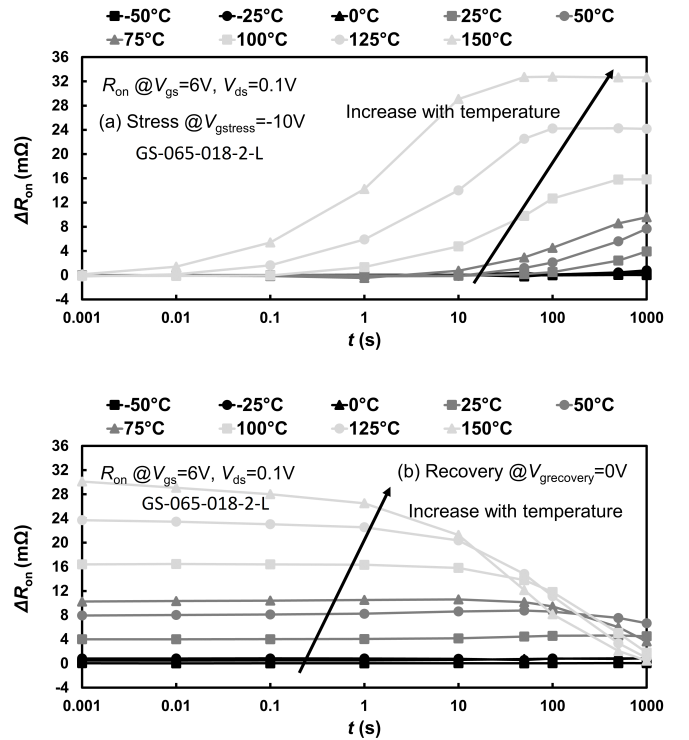 -50°C -25°C 0°C 25°C 50°C
75°C 100°C 125°C 150°C
36
32
28
24
20
16
12
8
4
0
-4
ΔRon (mΩ)
Ron @Vgs=6V, Vds=0.1V
(a) Stress @Vgstress=-10V
GS-065-018-2-L
Increase with temperature
0.001 0.01 0.1 1 10 100 1000
t (s)
-50°C -25°C 0°C 25°C 50°C
75°C 100°C 125°C 150°C
36
32
28
24
20
16
12
8
4
0
-4
ΔRon (mΩ)
Ron @Vgs=6V, Vds=0.1V
GS-065-018-2-L
(b) Recovery @Vgrecovery=0V
Increase with temperature
0.001 0.01 0.1 1 10 100 1000
t (s)